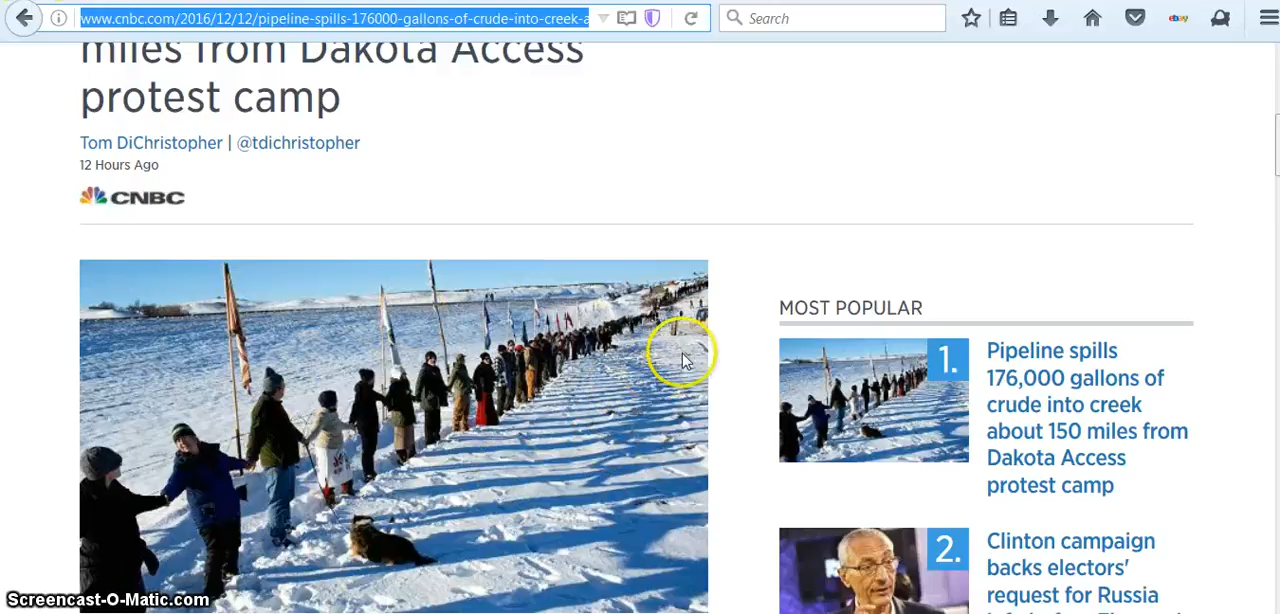 www.cnbc.com/2016/12/12/pipeline-spills-176000-gallons-of-crude-into-creek-a
Search
ebay
miles from Dakota Access
protest camp
Tom DiChristopher | @tdichristopher
12 Hours Ago
CNBC
MOST POPULAR
1.
Pipeline spills
176,000 gallons of
crude into creek
about 150 miles from
Dakota Access
protest camp
2.
Clinton campaign
backs electors'
request for Russia
Screencast-O-Matic.com